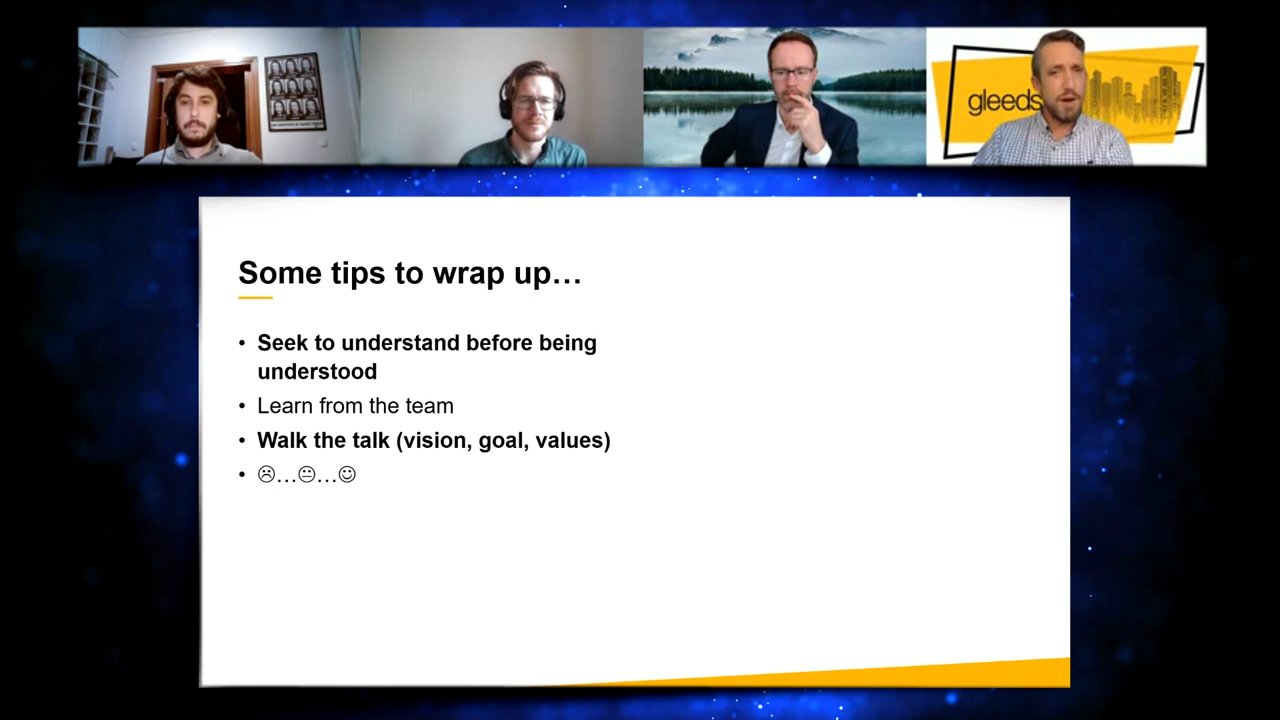 gleeds
Some tips to wrap up…
• Seek to understand before being
understood
• Learn from the team
• Walk the talk (vision, goal, values)
• ☹…😐…☺